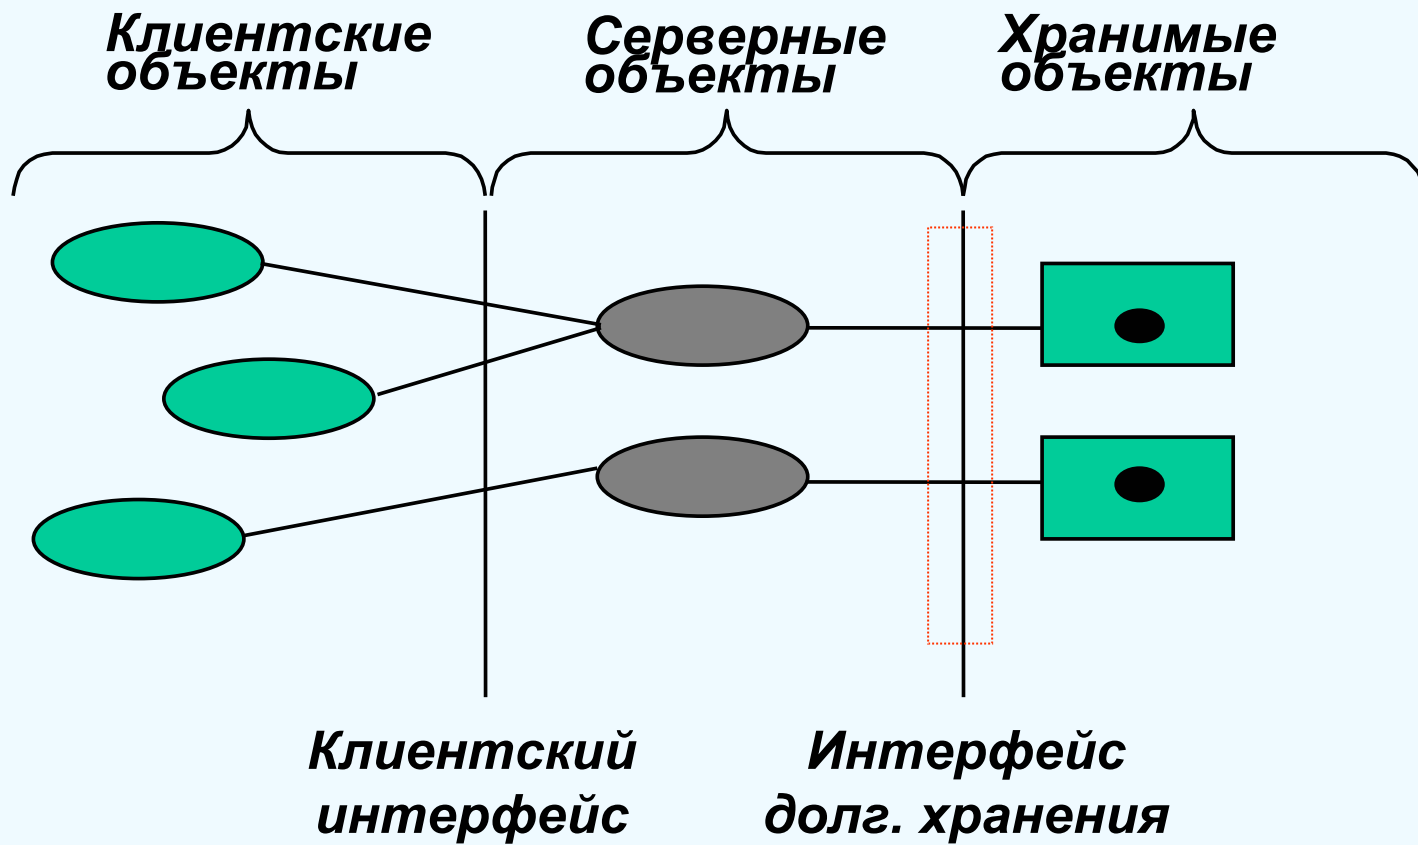 Клиентские
объекты
Серверные
объекты
Хранимые
объекты
Клиентский
интерфейс
Интерфейс
долг. хранения